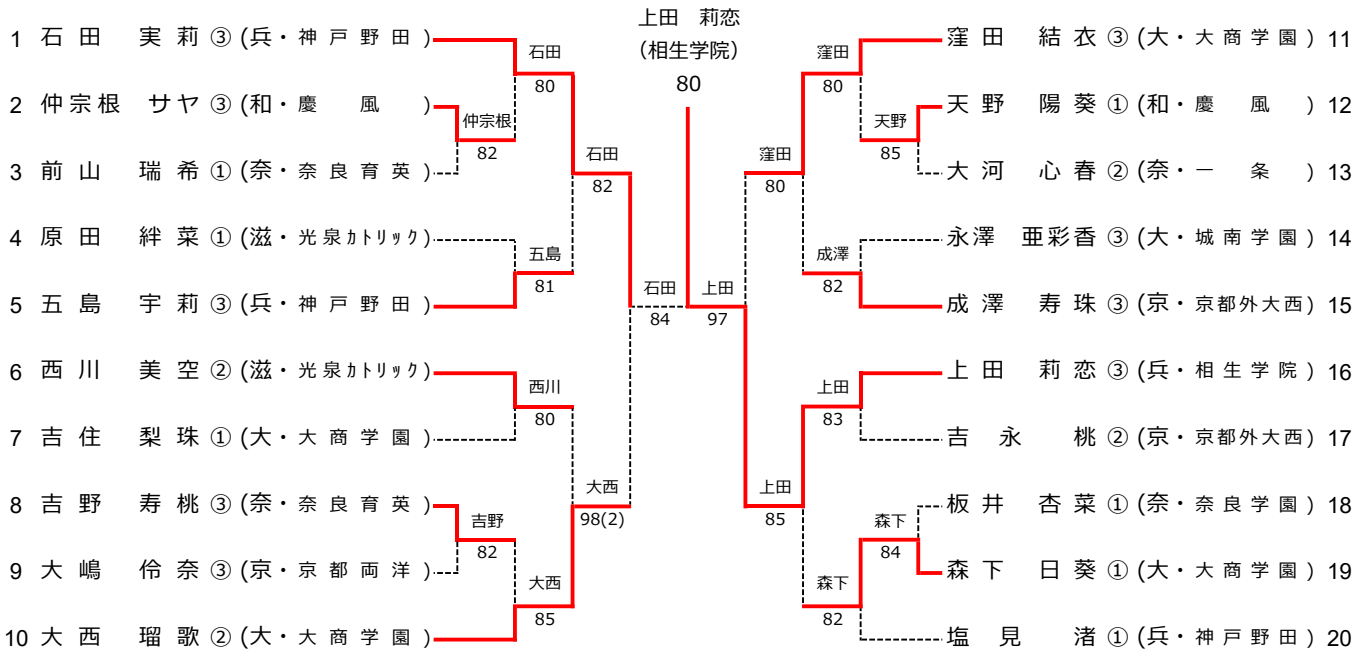 上田 莉恋
(相生学院)
80
1 石田 実莉 ③ (兵・神戸野田)
2 仲宗根 サヤ ③ (和・慶風)
3 前山 瑞希 ① (奈・奈良育英)
4 原田 絆菜 ① (滋・光泉カトリック)
5 五島 宇莉 ③ (兵・神戸野田)
6 西川 美空 ② (滋・光泉カトリック)
7 吉住 梨珠 ① (大・大商学園)
8 吉野 寿桃 ③ (奈・奈良育英)
9 大嶋 伶奈 ③ (京・京都両洋)
10 大西 瑠歌 ② (大・大商学園)
石田
80
仲宗根
82
石田
82
五島
81
石田
84
西川
80
大西
98(2)
吉野
82
大西
85
上田
97
窪田
80
窪田
80
天野
85
成澤
82
上田
83
上田
85
森下
84
森下
82
窪田 結衣 ③ (大・大商学園) 11
天野 陽葵 ① (和・慶風) 12
大河 心春 ② (奈・一条) 13
永澤 亜彩香 ③ (大・城南学園) 14
成澤 寿珠 ③ (京・京都外大西) 15
上田 莉恋 ③ (兵・相生学院) 16
吉永 桃 ② (京・京都外大西) 17
板井 杏菜 ① (奈・奈良学園) 18
森下 日葵 ① (大・大商学園) 19
塩見 渚 ① (兵・神戸野田) 20